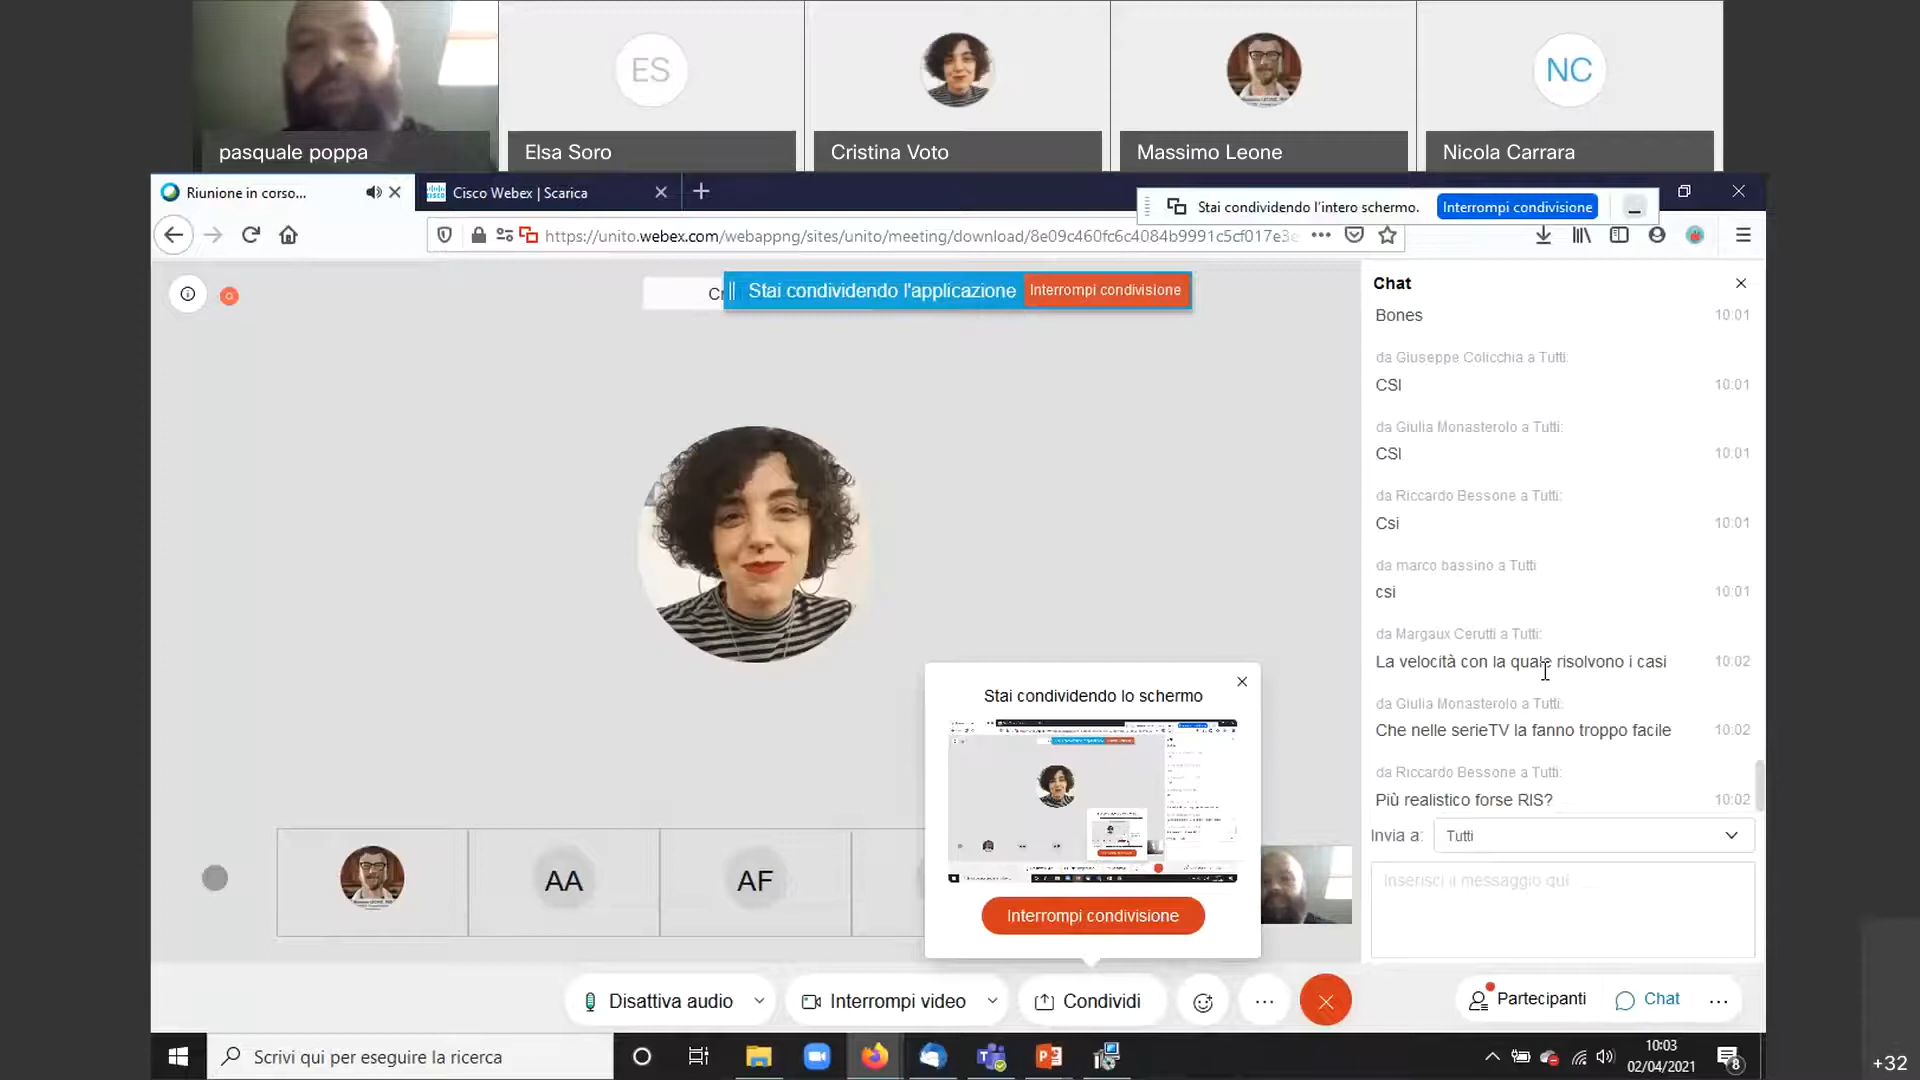 ES
NC
pasquale poppa
Elsa Soro
Cristina Voto
Massimo Leone
Nicola Carrara
Riunione in corso...
Cisco Webex | Scarica
Stai condividendo l'intero schermo.
Interrompi condivisione
https://unito.webex.com/webappng/sites/unito/meeting/download/8e09c460fc6c4084b9991c5cf017e3e
Stai condividendo l'applicazione
Interrompi condivisione
Chat
Bones 10:01
da Giuseppe Colicchia a Tutti:
CSI 10:01
da Giulia Monasterolo a Tutti:
CSI 10:01
da Riccardo Bessone a Tutti:
Csi 10:01
da marco bassino a Tutti
csi 10:01
da Margaux Cerutti a Tutti:
La velocità con la quale risolvono i casi 10:02
da Giulia Monasterolo a Tutti:
Che nelle serieTV la fanno troppo facile 10:02
da Riccardo Bessone a Tutti:
Più realistico forse RIS? 10:02
Invia a: Tutti
Inserisci il messaggio qui
Stai condividendo lo schermo
Interrompi condivisione
AA
AF
Disattiva audio
Interrompi video
Condividi
Partecipanti
Chat
Scrivi qui per eseguire la ricerca
10:03
02/04/2021
8
+32